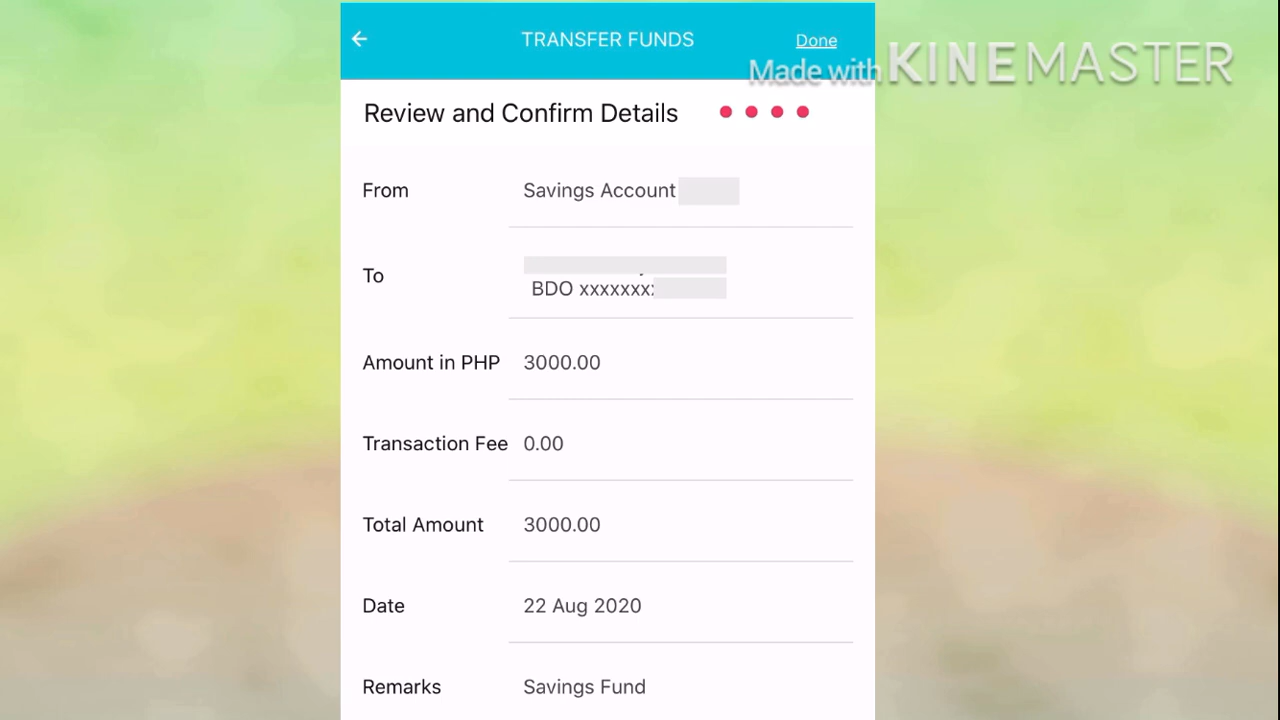 TRANSFER FUNDS Done
Made with KINEMASTER
Review and Confirm Details
From Savings Account
To
BDO xxxxxxx
Amount in PHP 3000.00
Transaction Fee 0.00
Total Amount 3000.00
Date 22 Aug 2020
Remarks Savings Fund